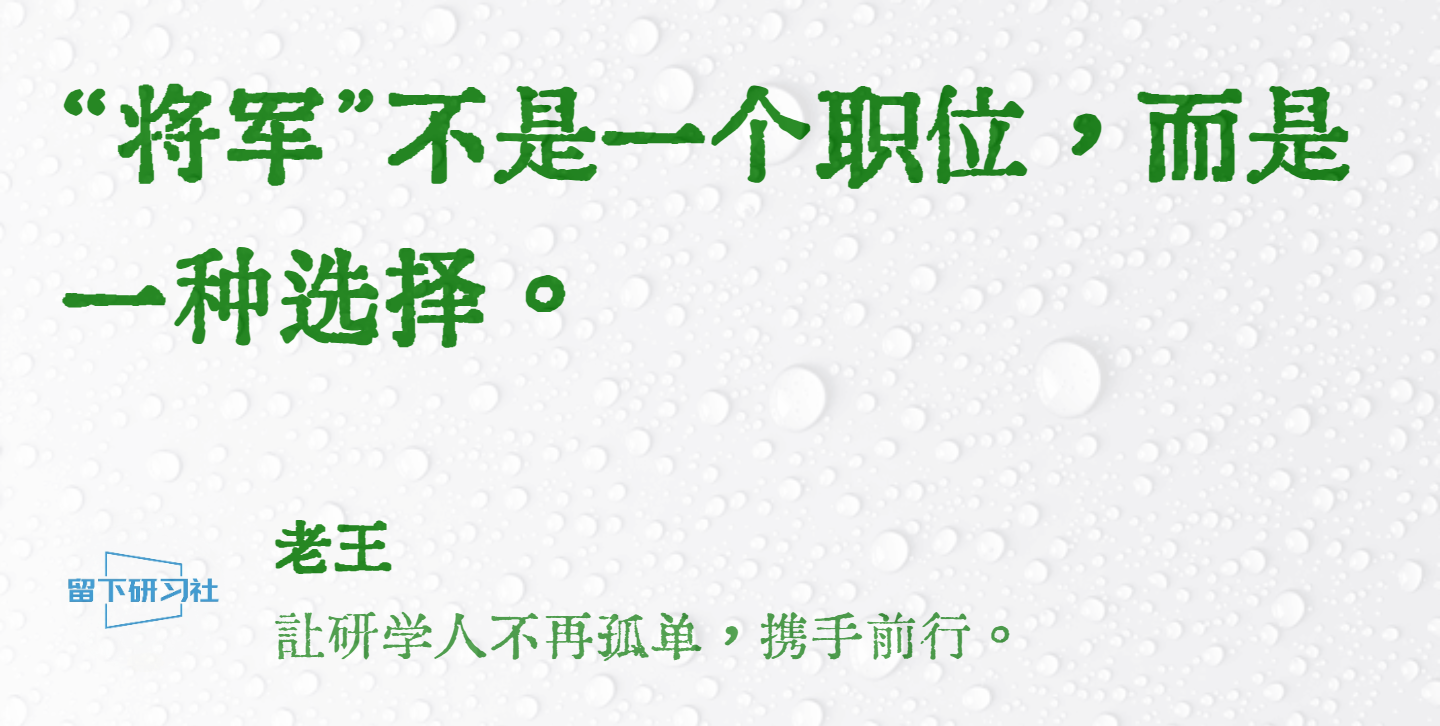 “将军”不是一个职位，而是
一种选择。
老王
留下研习社
让研学人不再孤单，携手前行。